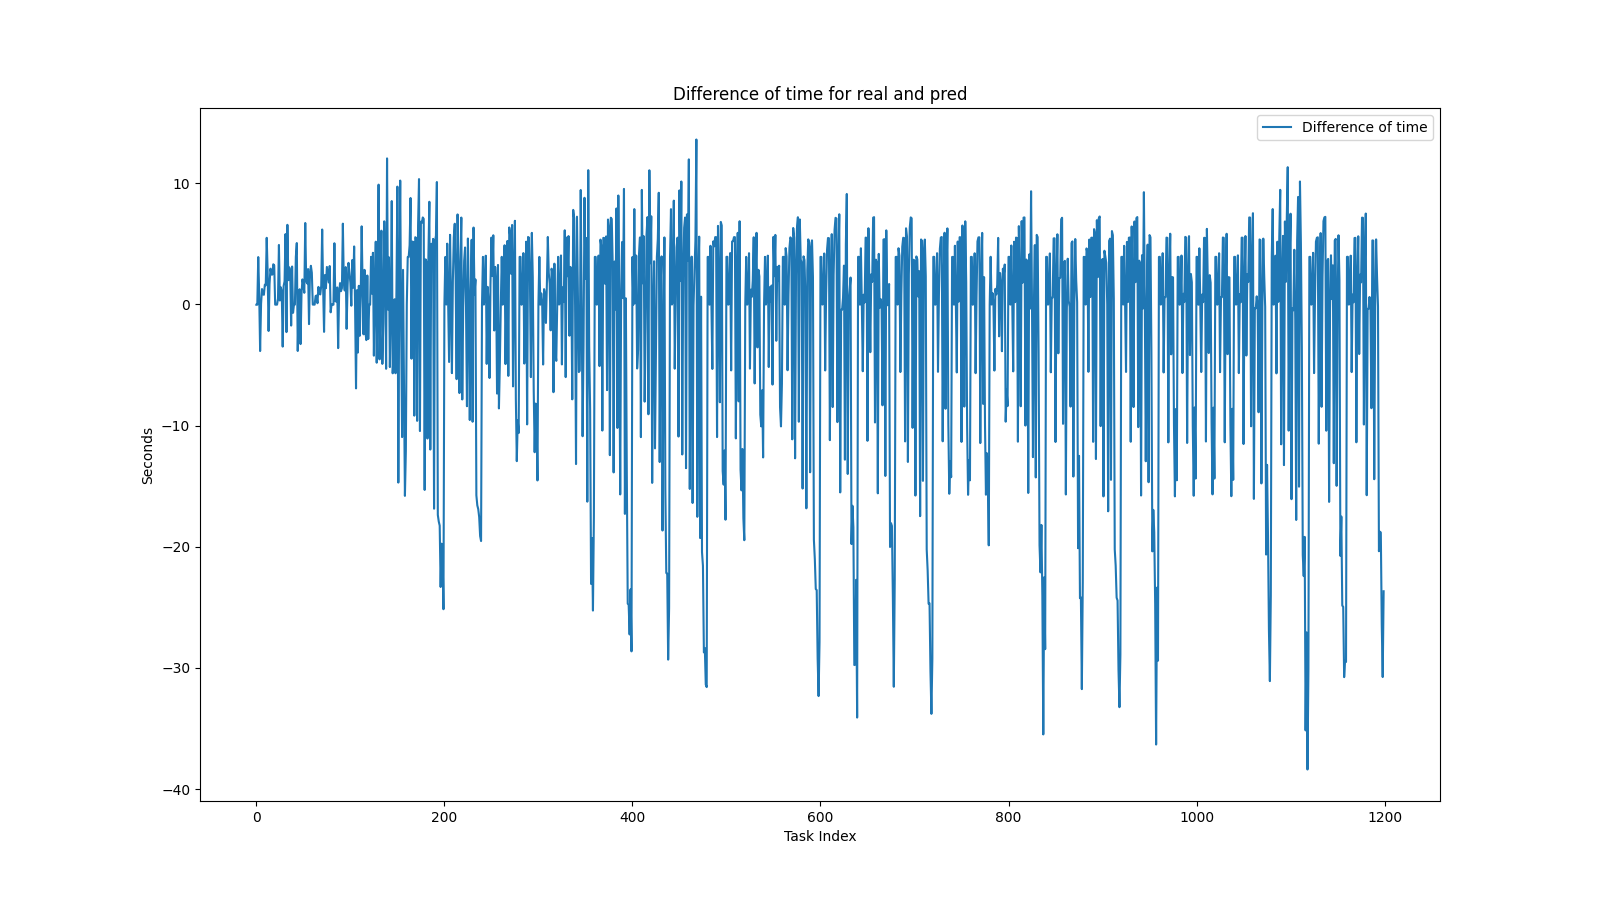 Difference of time for real and pred
Difference of time
10
0
−10
−20
−30
−40
Seconds
0 200 400 600 800 1000 1200
Task Index